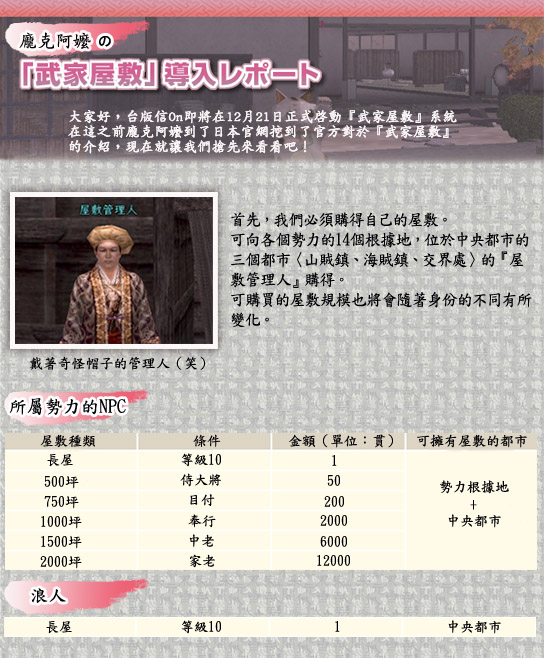 龐克阿嬤の
「武家屋敷」導入レポート
大家好，台版信On即將在12月21日正式啓動『武家屋敷』系統
在這之前龐克阿嬤到了日本官網挖到了官方對於『武家屋敷』
的介紹，現在就讓我們搶先來看看吧！
屋敷管理人
首先，我們必須購得自己的屋敷。
可向各個勢力的14個根據地，位於中央都市的
三個都市〈山賊鎮、海賊鎮、交界處〉的『屋
敷管理人』購得。
可購買的屋敷規模也將會隨著身份的不同有所
變化。
戴著奇怪帽子的管理人（笑）
所屬勢力的NPC
屋敷種類 條件 金額（單位：貫） 可擁有屋敷的都市
長屋 等級10 1
500坪 侍大將 50
750坪 目付 200
1000坪 奉行 2000
1500坪 中老 6000
2000坪 家老 12000
勢力根據地
+
中央都市
浪人
長屋 等級10 1 中央都市